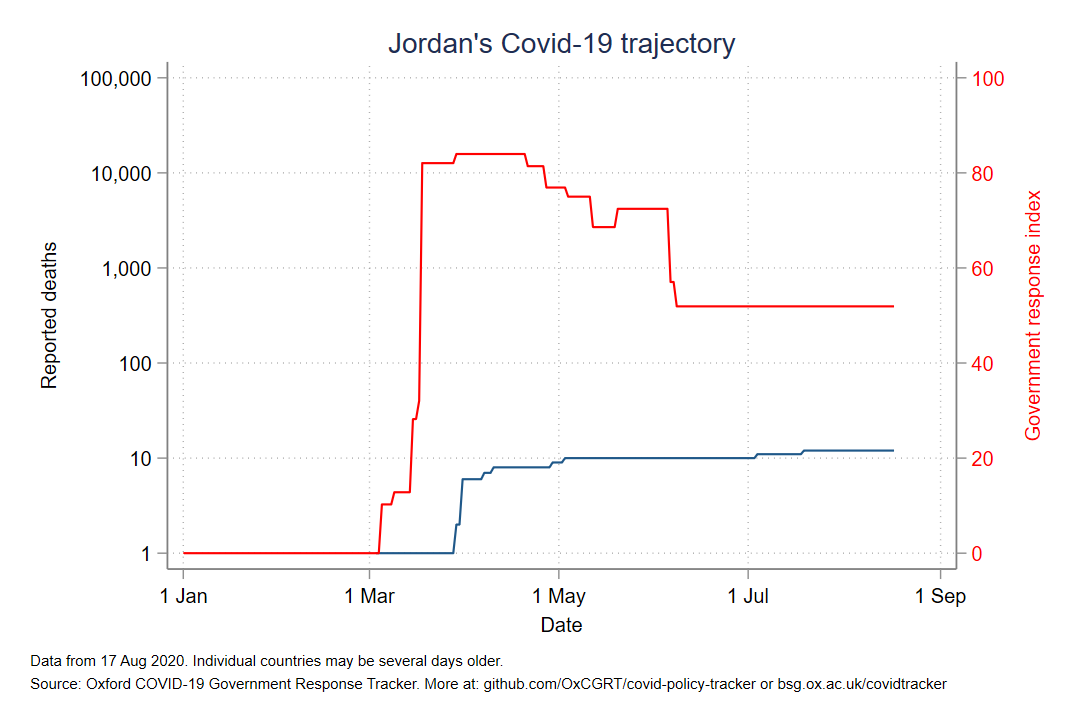 Jordan's Covid-19 trajectory
100,000
10,000
1,000
100
10
1
Reported deaths
100
80
60
40
20
0
Government response index
1 Jan
1 Mar
1 May
1 Jul
1 Sep
Date
Data from 17 Aug 2020. Individual countries may be several days older.
Source: Oxford COVID-19 Government Response Tracker. More at: github.com/OxCGRT/covid-policy-tracker or bsg.ox.ac.uk/covidtracker